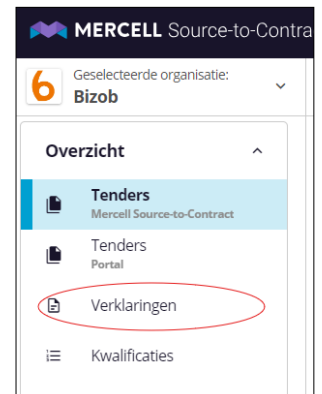 MERCELL Source-to-Contra
Geselecteerde organisatie:
Bizob
Overzicht
Tenders
Mercell Source-to-Contract
Tenders
Portal
Verklaringen
Kwalificaties